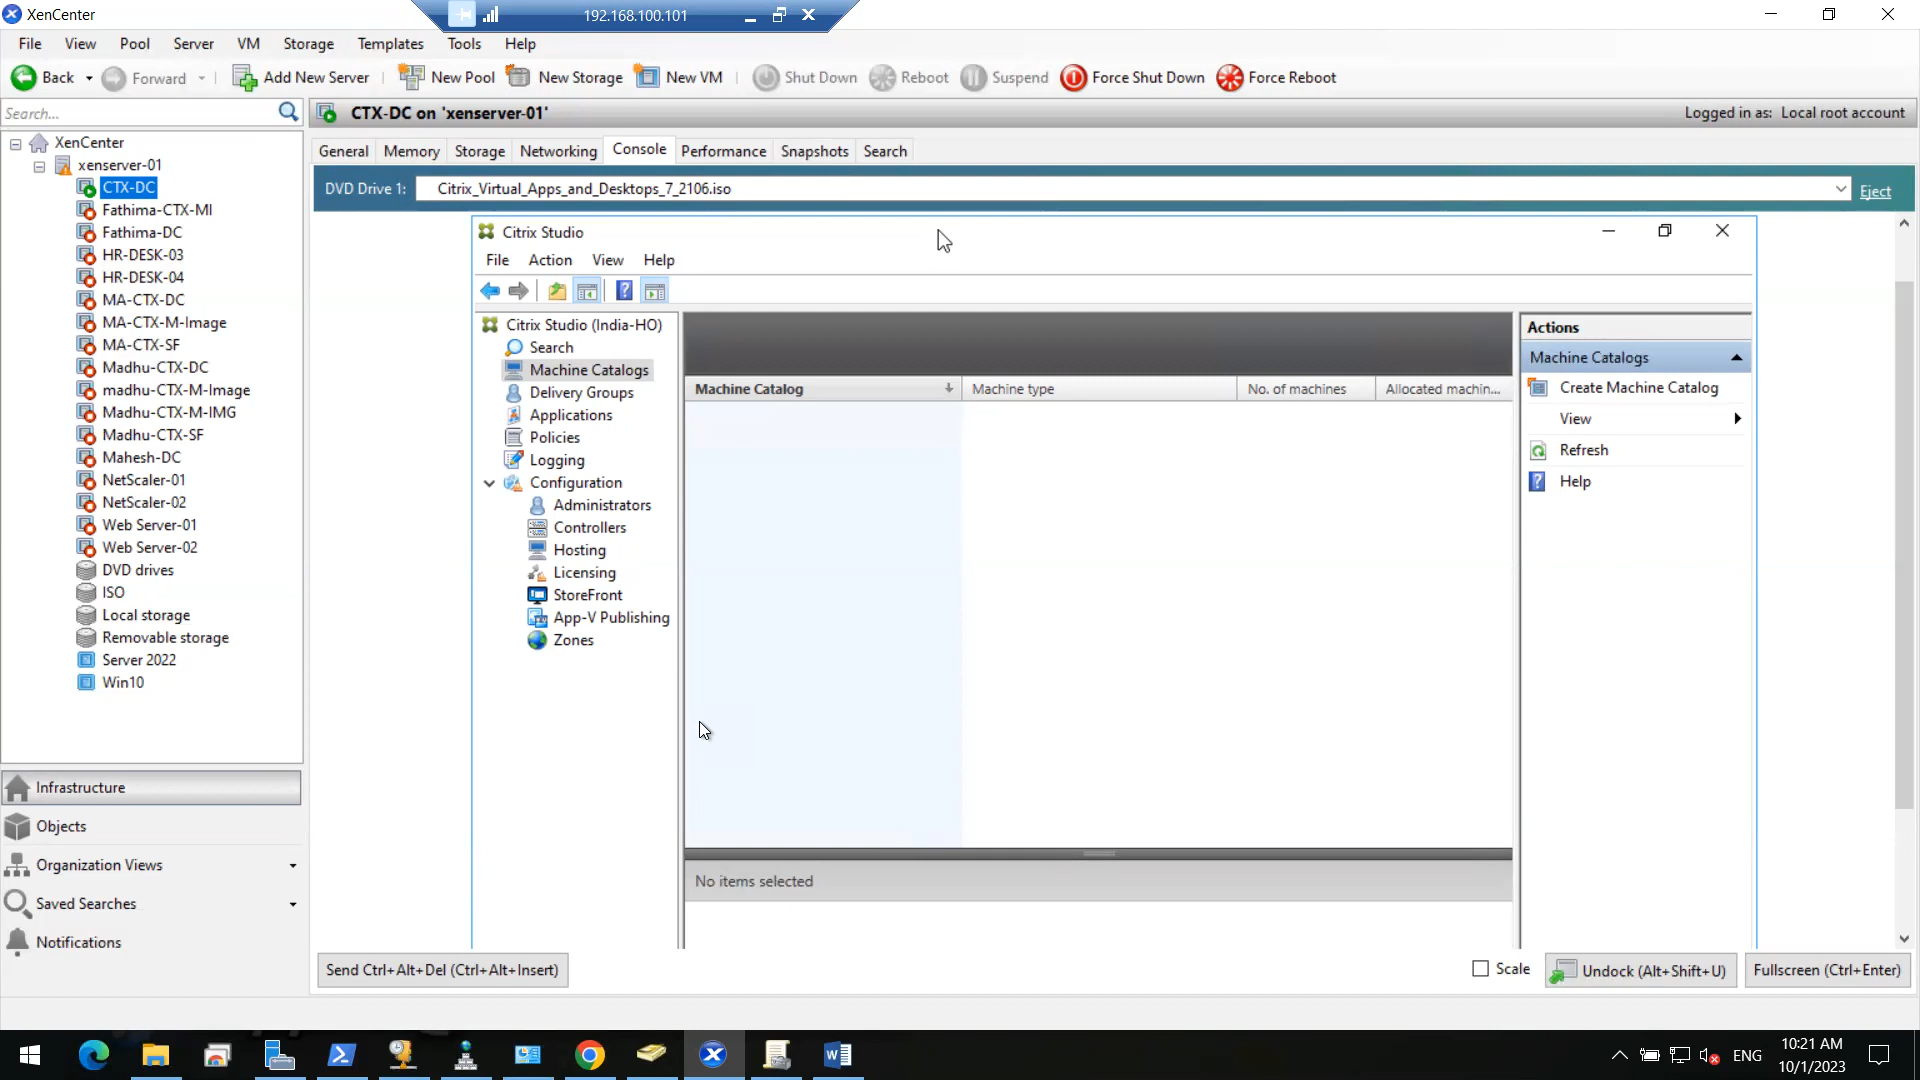 XenCenter
192.168.100.101
File View Pool Server VM Storage Templates Tools Help
Back Forward Add New Server New Pool New Storage New VM Shut Down Reboot Suspend Force Shut Down Force Reboot
Search...
CTX-DC on 'xenserver-01'
Logged in as: Local root account
XenCenter
xenserver-01
CTX-DC
Fathima-CTX-MI
Fathima-DC
HR-DESK-03
HR-DESK-04
MA-CTX-DC
MA-CTX-M-Image
MA-CTX-SF
Madhu-CTX-DC
madhu-CTX-M-Image
Madhu-CTX-M-IMG
Madhu-CTX-SF
Mahesh-DC
NetScaler-01
NetScaler-02
Web Server-01
Web Server-02
DVD drives
ISO
Local storage
Removable storage
Server 2022
Win10
Infrastructure
Objects
Organization Views
Saved Searches
Notifications
General Memory Storage Networking Console Performance Snapshots Search
DVD Drive 1: Citrix_Virtual_Apps_and_Desktops_7_2106.iso Eject
Citrix Studio
File Action View Help
Citrix Studio (India-HO)
Search
Machine Catalogs
Delivery Groups
Applications
Policies
Logging
Configuration
Administrators
Controllers
Hosting
Licensing
StoreFront
App-V Publishing
Zones
Machine Catalog Machine type No. of machines Allocated machin...
No items selected
Actions
Machine Catalogs
Create Machine Catalog
View
Refresh
Help
Send Ctrl+Alt+Del (Ctrl+Alt+Insert)
Scale
Undock (Alt+Shift+U)
Fullscreen (Ctrl+Enter)
ENG
10:21 AM
10/1/2023